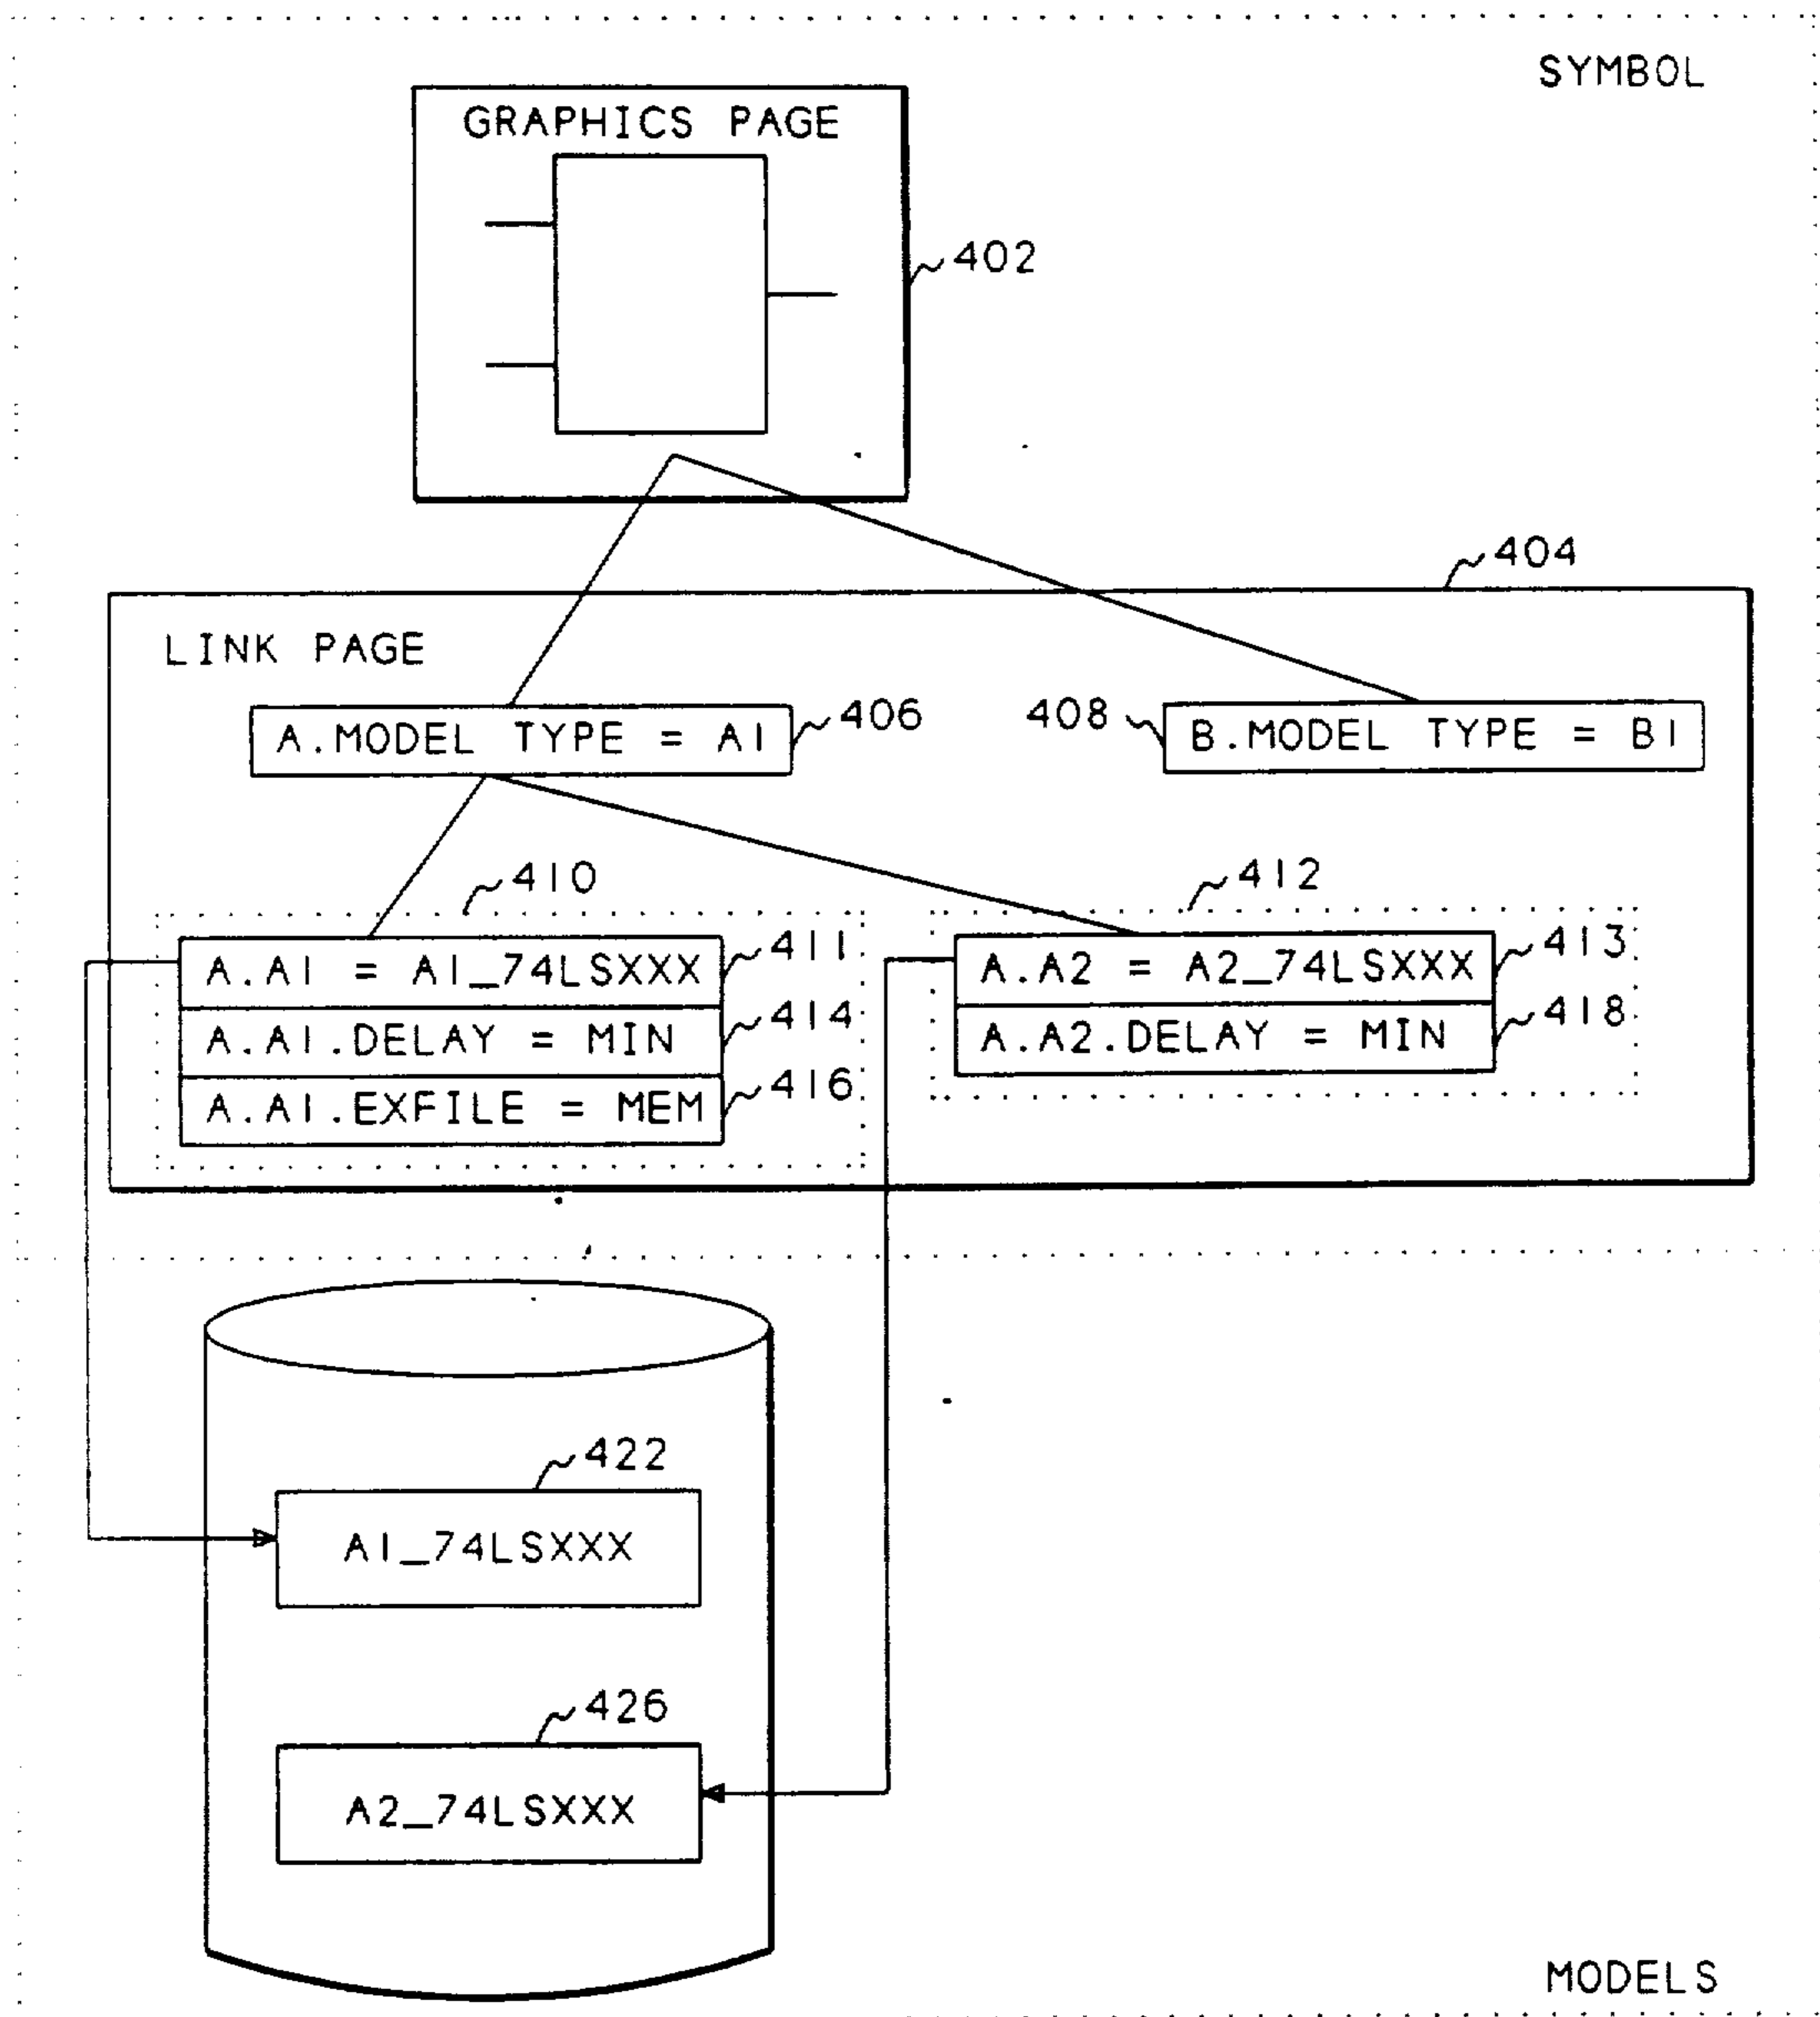 SYMBOL
GRAPHICS PAGE
402
404
LINK PAGE
A.MODEL TYPE = A1
406
408
B.MODEL TYPE = B1
410
412
A.A1 = A1_74LSXXX
411
A.A2 = A2_74LSXXX
413
A.A1.DELAY = MIN
414
A.A2.DELAY = MIN
418
A.A1.EXFILE = MEM
416
422
A1_74LSXXX
426
A2_74LSXXX
MODELS